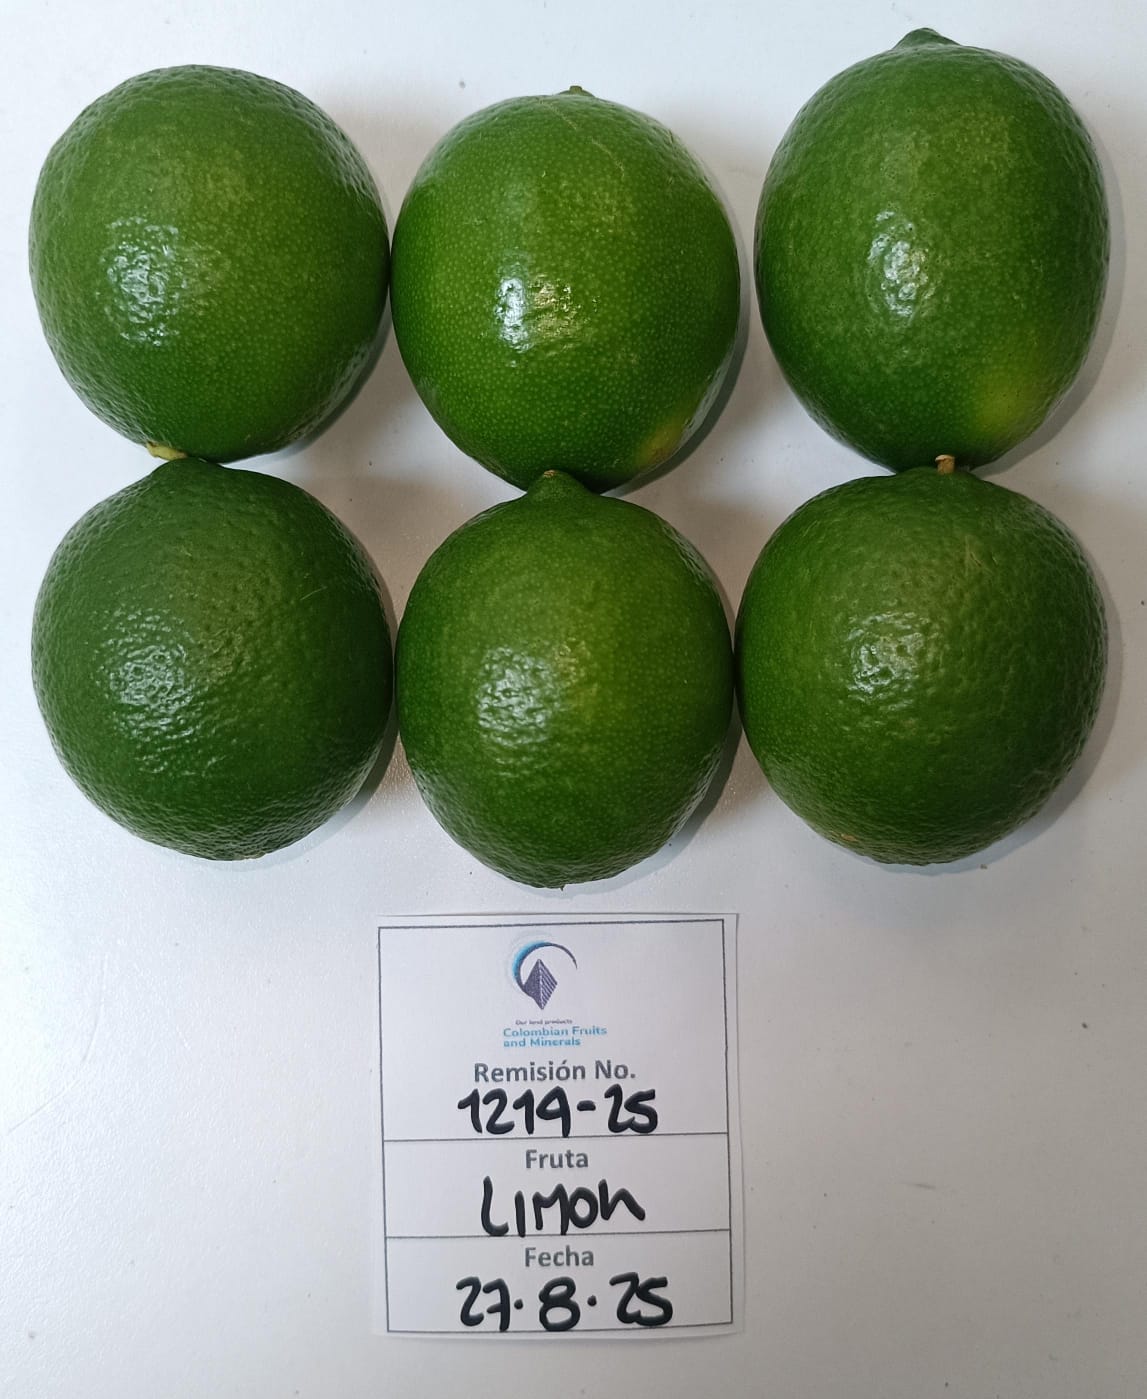 Our land products
Colombian Fruits
and Minerals
Remisión No.
1219-25
Fruta
LIMON
Fecha
27.8.25